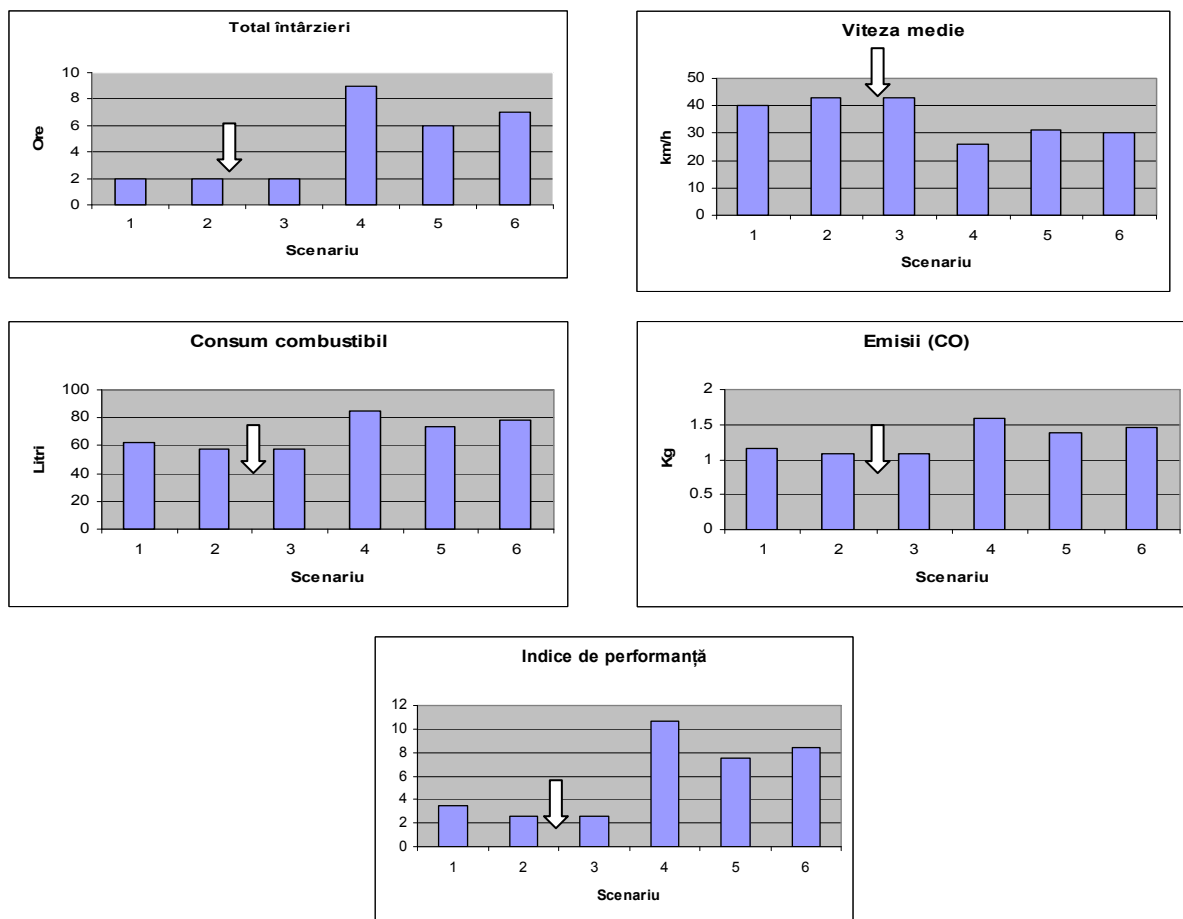 Total întârzieri
Ore
10
8
6
4
2
0
1 2 3 4 5 6
Scenariu
Viteza medie
km/h
50
40
30
20
10
0
1 2 3 4 5 6
Scenariu
Consum combustibil
Litri
100
80
60
40
20
0
1 2 3 4 5 6
Scenariu
Emisii (CO)
Kg
2
1.5
1
0.5
0
1 2 3 4 5 6
Scenariu
Indice de performanță
12
10
8
6
4
2
0
1 2 3 4 5 6
Scenariu